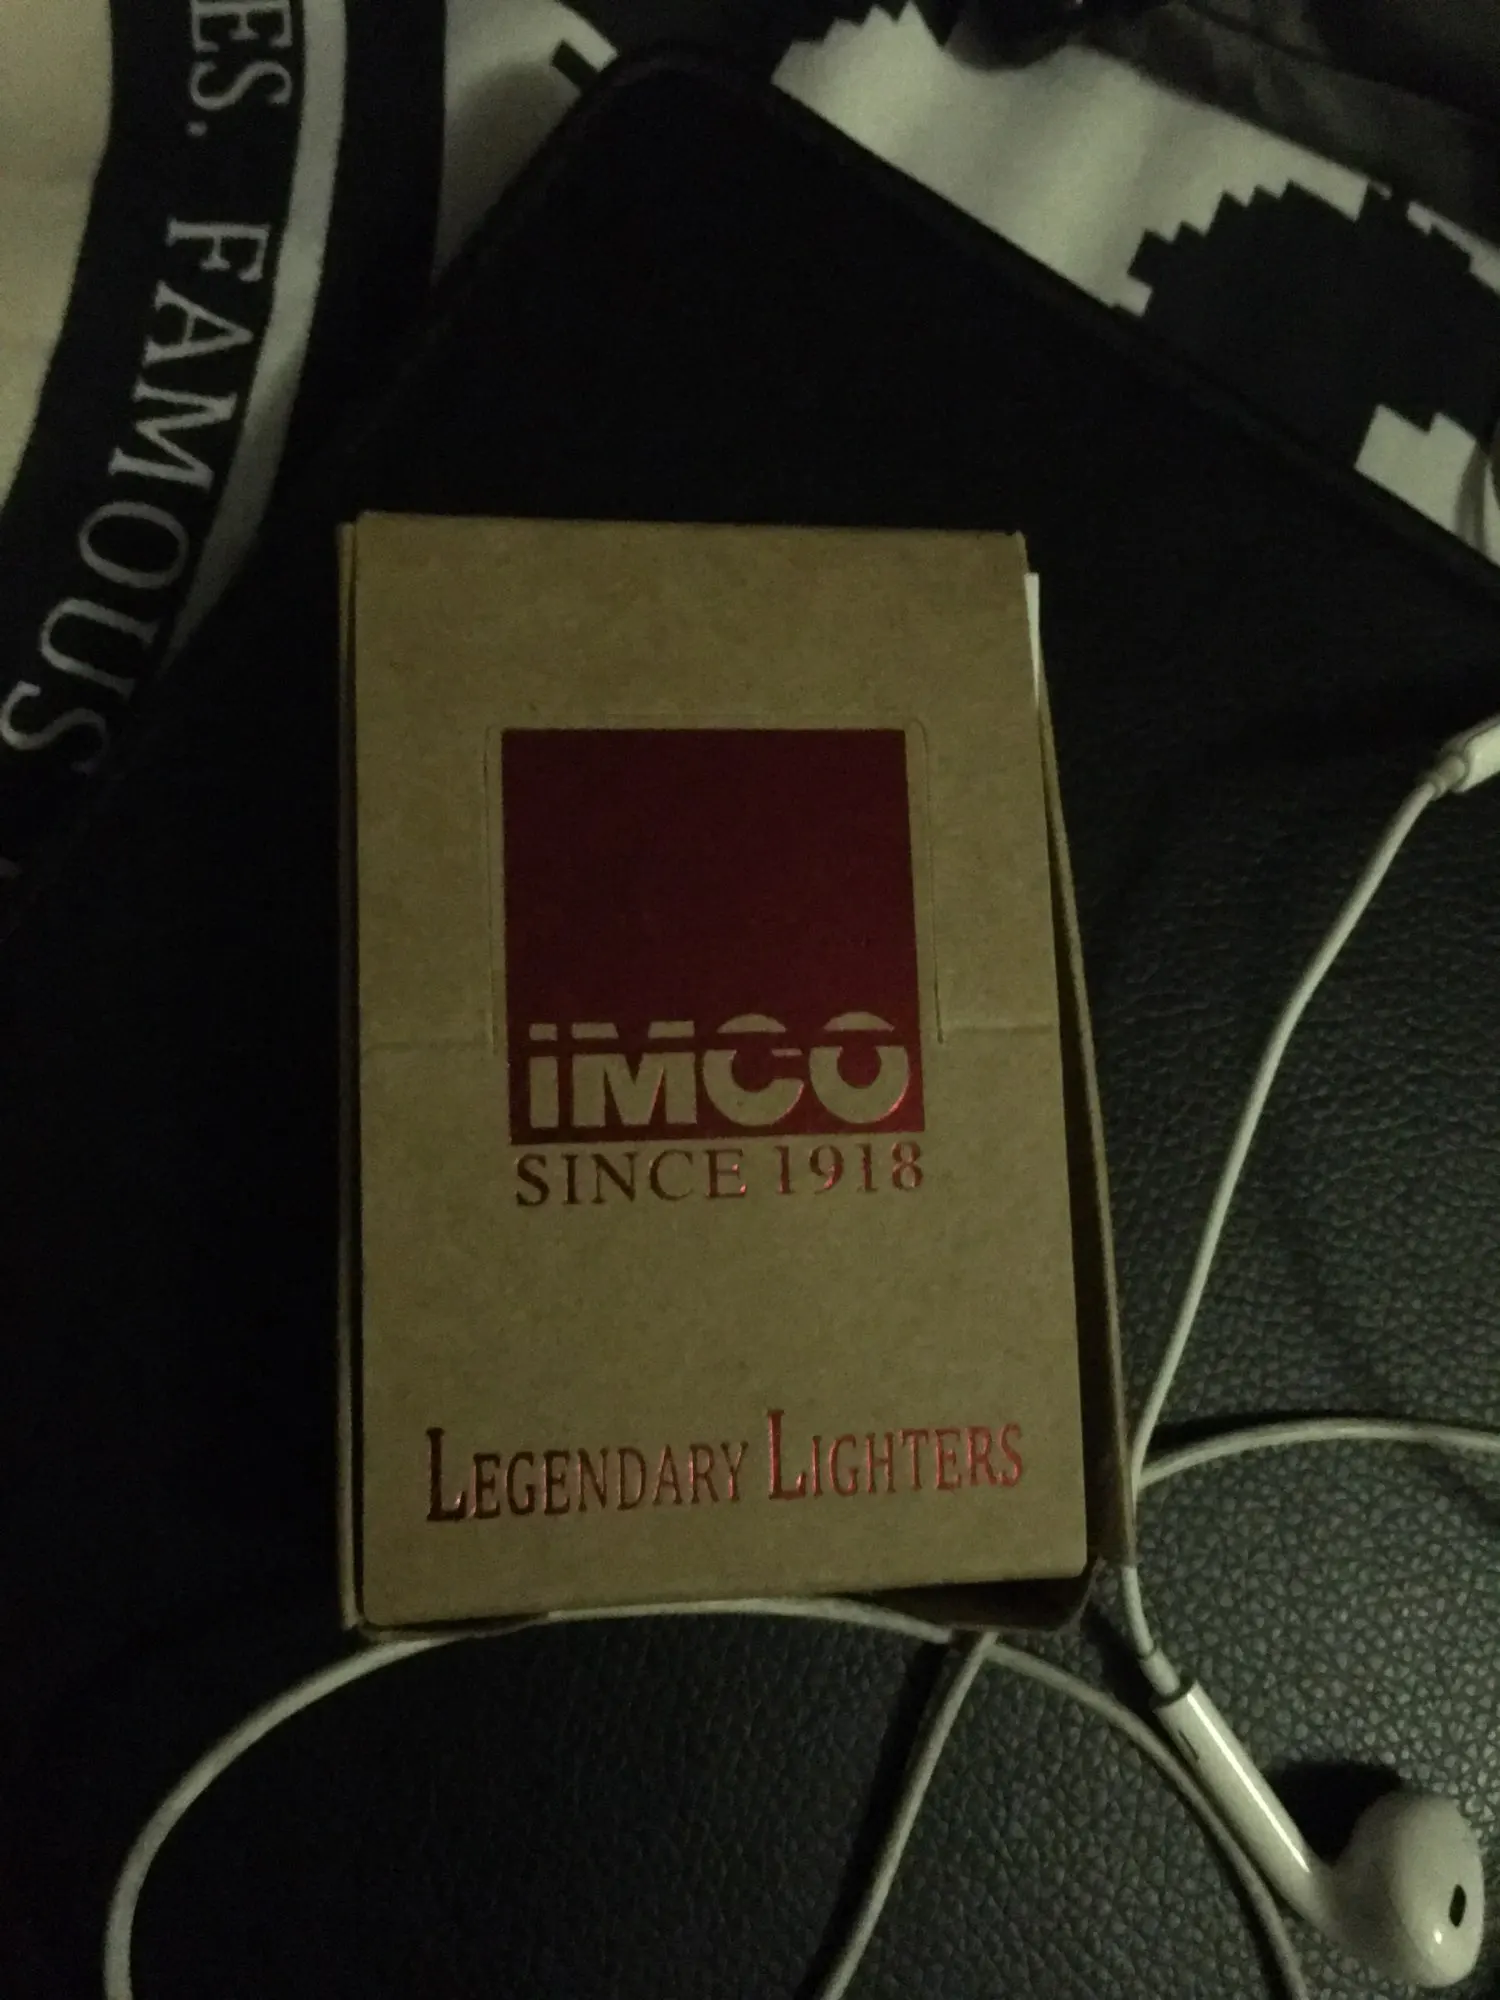 ES. FAMOUS
iMCO
SINCE 1918
LEGENDARY LIGHTERS